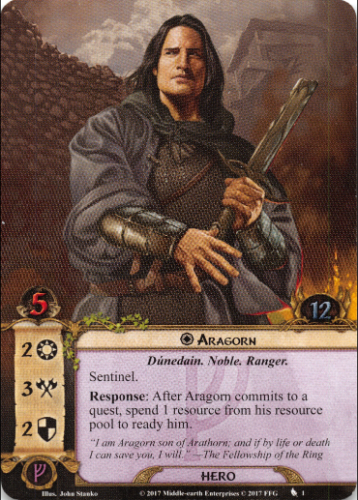 5
12
Aragorn
2
Dúnedain. Noble. Ranger.
Sentinel.
3
Response: After Aragorn commits to a
quest, spend 1 resource from his resource
pool to ready him.
2
"I am Aragorn son of Arathorn; and if by life or death
I can save you, I will." —The Fellowship of the Ring
HERO
Illus. John Stanko
© 2017 Middle-earth Enterprises © 2017 FFG
1